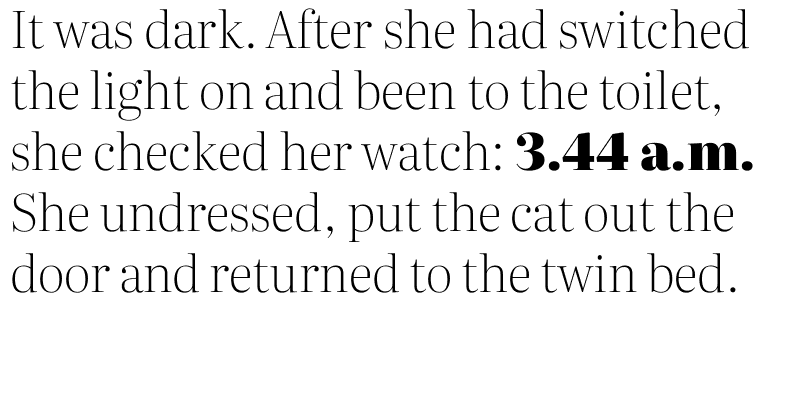 It was dark. After she had switched
the light on and been to the toilet,
she checked her watch: 3.44 a.m.
She undressed, put the cat out the
door and returned to the twin bed.